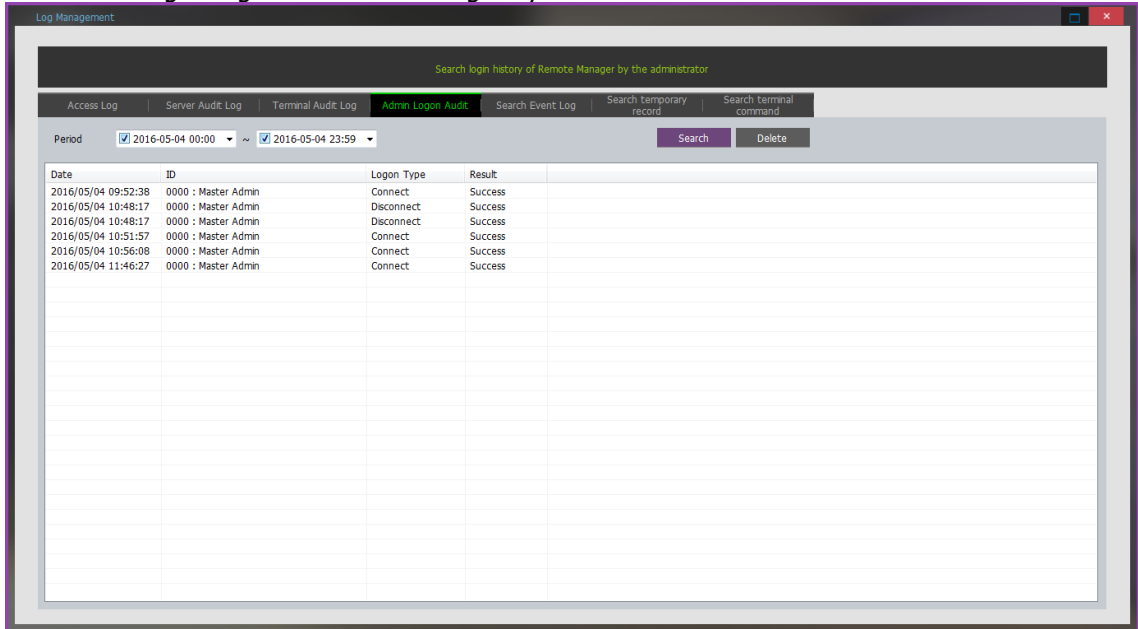 Log Management
Search login history of Remote Manager by the administrator
Access Log
Server Audit Log
Terminal Audit Log
Admin Logon Audit
Search Event Log
Search temporary
record
Search terminal
command
Period 2016-05-04 00:00 ~ 2016-05-04 23:59 Search Delete
Date ID Logon Type Result
2016/05/04 09:52:38 0000 : Master Admin Connect Success
2016/05/04 10:48:17 0000 : Master Admin Disconnect Success
2016/05/04 10:48:17 0000 : Master Admin Disconnect Success
2016/05/04 10:51:57 0000 : Master Admin Connect Success
2016/05/04 10:56:08 0000 : Master Admin Connect Success
2016/05/04 11:46:27 0000 : Master Admin Connect Success